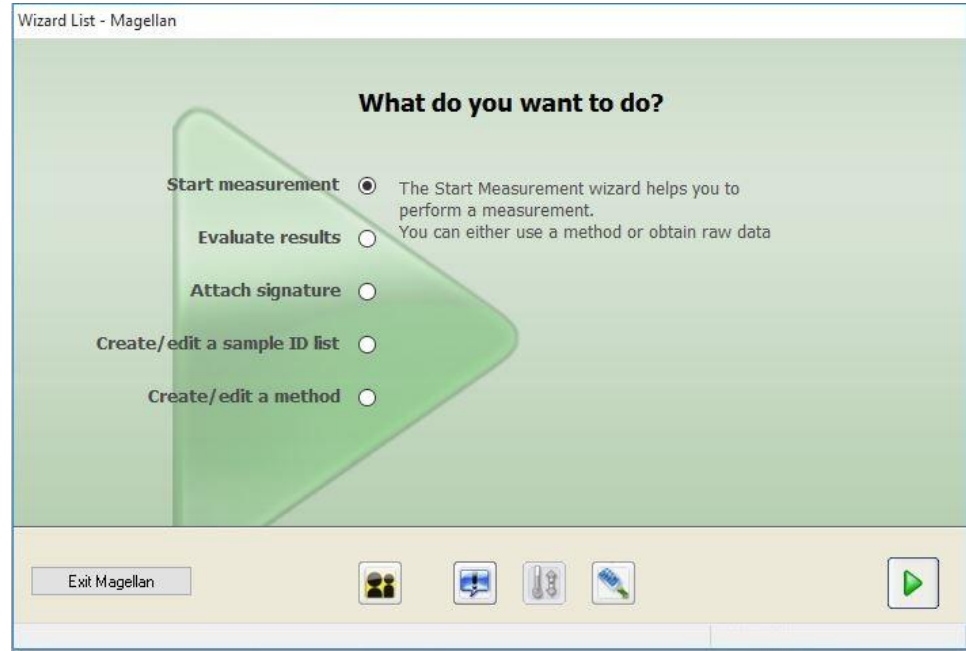 Wizard List - Magellan
What do you want to do?
Start measurement
The Start Measurement wizard helps you to
perform a measurement.
You can either use a method or obtain raw data
Evaluate results
Attach signature
Create/edit a sample ID list
Create/edit a method
Exit Magellan